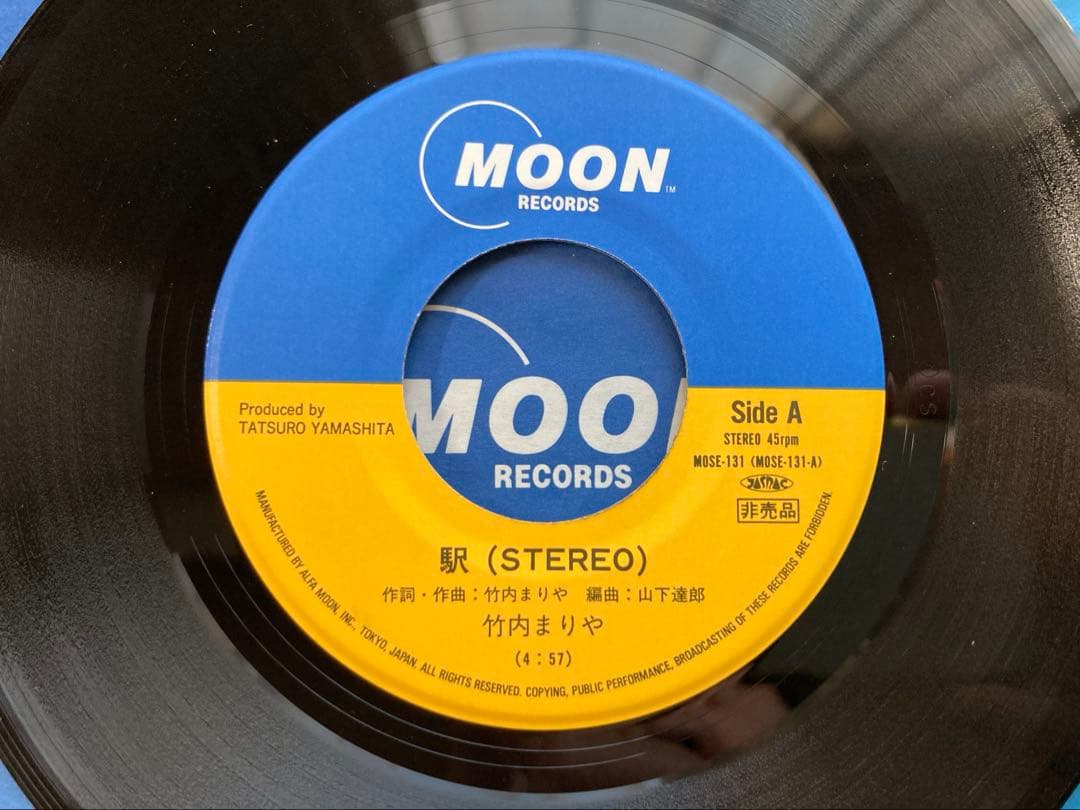 MOON
TM
RECORDS
MOO
RECORDS
Produced by
TATSURO YAMASHITA
Side A
STEREO 45rpm
MOSE-131 (MOSE-131-A)
JASRAC
非売品
駅 (STEREO)
作詞・作曲:竹内まりや 編曲:山下達郎
竹内まりや
(4:57)
MANUFACTURED BY ALFA MOON, INC., TOKYO, JAPAN. ALL RIGHTS RESERVED. COPYING, PUBLIC PERFORMANCE, BROADCASTING OF THESE RECORDS ARE FORBIDDEN.